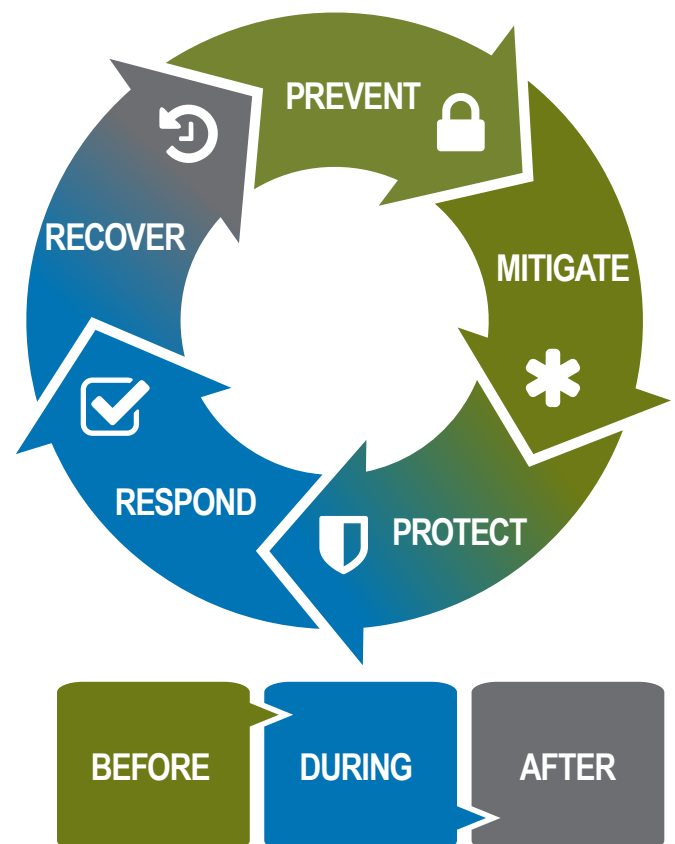 PREVENT
MITIGATE
PROTECT
RESPOND
RECOVER
BEFORE
DURING
AFTER